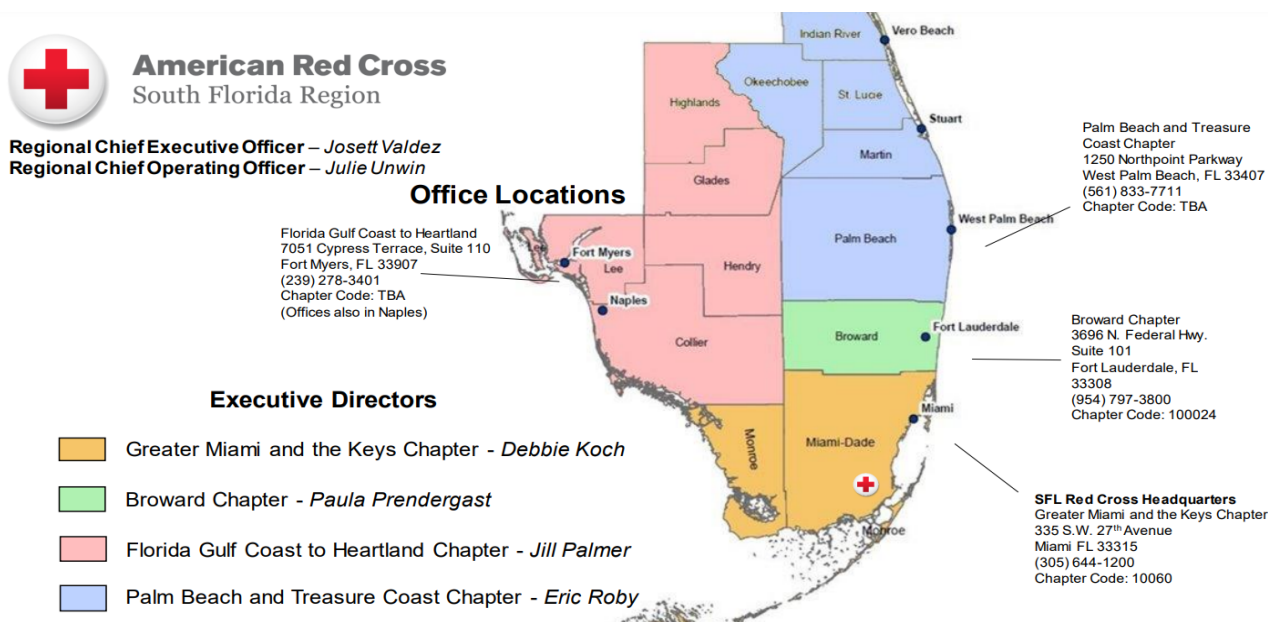 American Red Cross
South Florida Region
Regional Chief Executive Officer – Josett Valdez
Regional Chief Operating Officer – Julie Unwin
Office Locations
Florida Gulf Coast to Heartland
7051 Cypress Terrace, Suite 110
Fort Myers, FL 33907
(239) 278-3401
Chapter Code: TBA
(Offices also in Naples)
Indian River
Vero Beach
Okeechobee
St. Lucie
Highlands
Stuart
Martin
Glades
West Palm Beach
Palm Beach
Lee
Fort Myers
Lee
Hendry
Naples
Collier
Broward
Fort Lauderdale
Miami
Miami-Dade
Monroe
Monroe
Palm Beach and Treasure
Coast Chapter
1250 Northpoint Parkway
West Palm Beach, FL 33407
(561) 833-7711
Chapter Code: TBA
Broward Chapter
3696 N. Federal Hwy.
Suite 101
Fort Lauderdale, FL
33308
(954) 797-3800
Chapter Code: 100024
SFL Red Cross Headquarters
Greater Miami and the Keys Chapter
335 S.W. 27th Avenue
Miami FL 33315
(305) 644-1200
Chapter Code: 10060
Executive Directors
Greater Miami and the Keys Chapter - Debbie Koch
Broward Chapter - Paula Prendergast
Florida Gulf Coast to Heartland Chapter - Jill Palmer
Palm Beach and Treasure Coast Chapter - Eric Roby